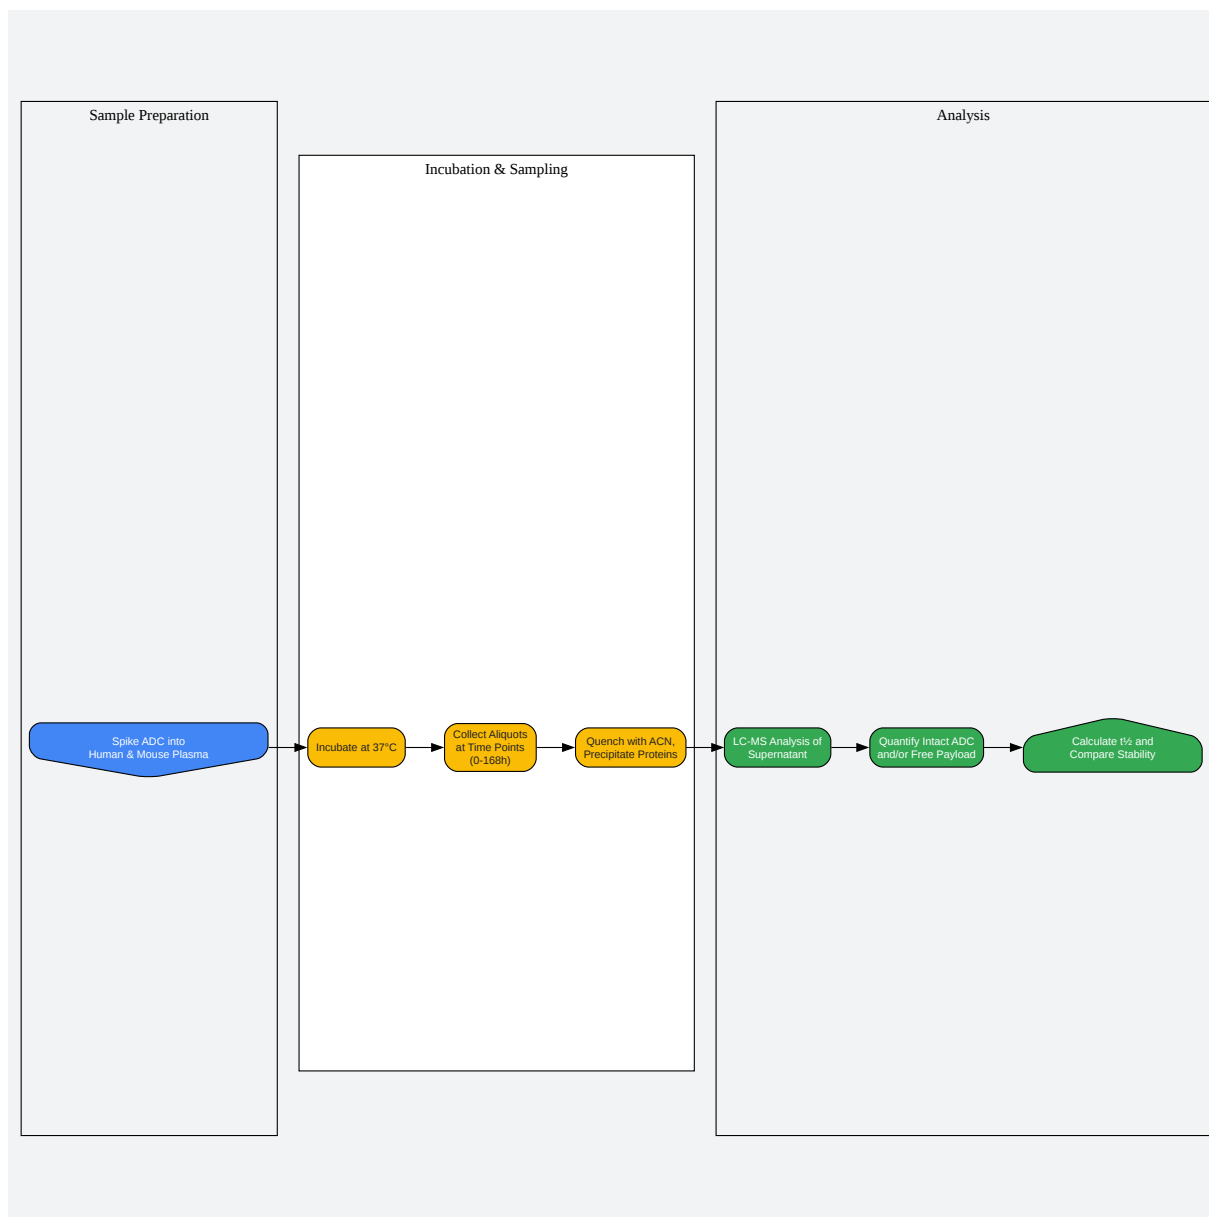 Sample Preparation
Incubation & Sampling
Analysis
Spike ADC into
Human & Mouse Plasma
Incubate at 37°C
Collect Aliquots
at Time Points
(0-168h)
Quench with ACN,
Precipitate Proteins
LC-MS Analysis of
Supernatant
Quantify Intact ADC
and/or Free Payload
Calculate t½ and
Compare Stability